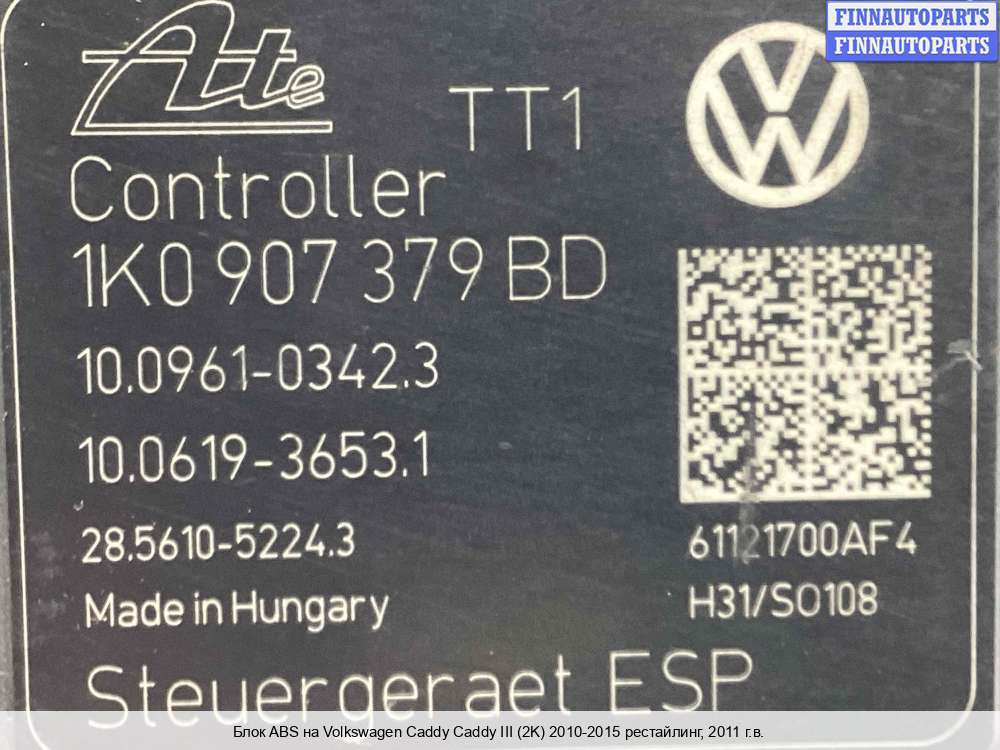 FINNAUTOPARTS
FINNAUTOPARTS
Ate
TT1
VW
Controller
1K0 907 379 BD
10.0961-0342.3
10.0619-3653.1
28.5610-5224.3
61121700AF4
Made in Hungary
H31/SO108
Steuergeraet ESP
Блок ABS на Volkswagen Caddy Caddy III (2K) 2010-2015 рестайлинг, 2011 г.в.